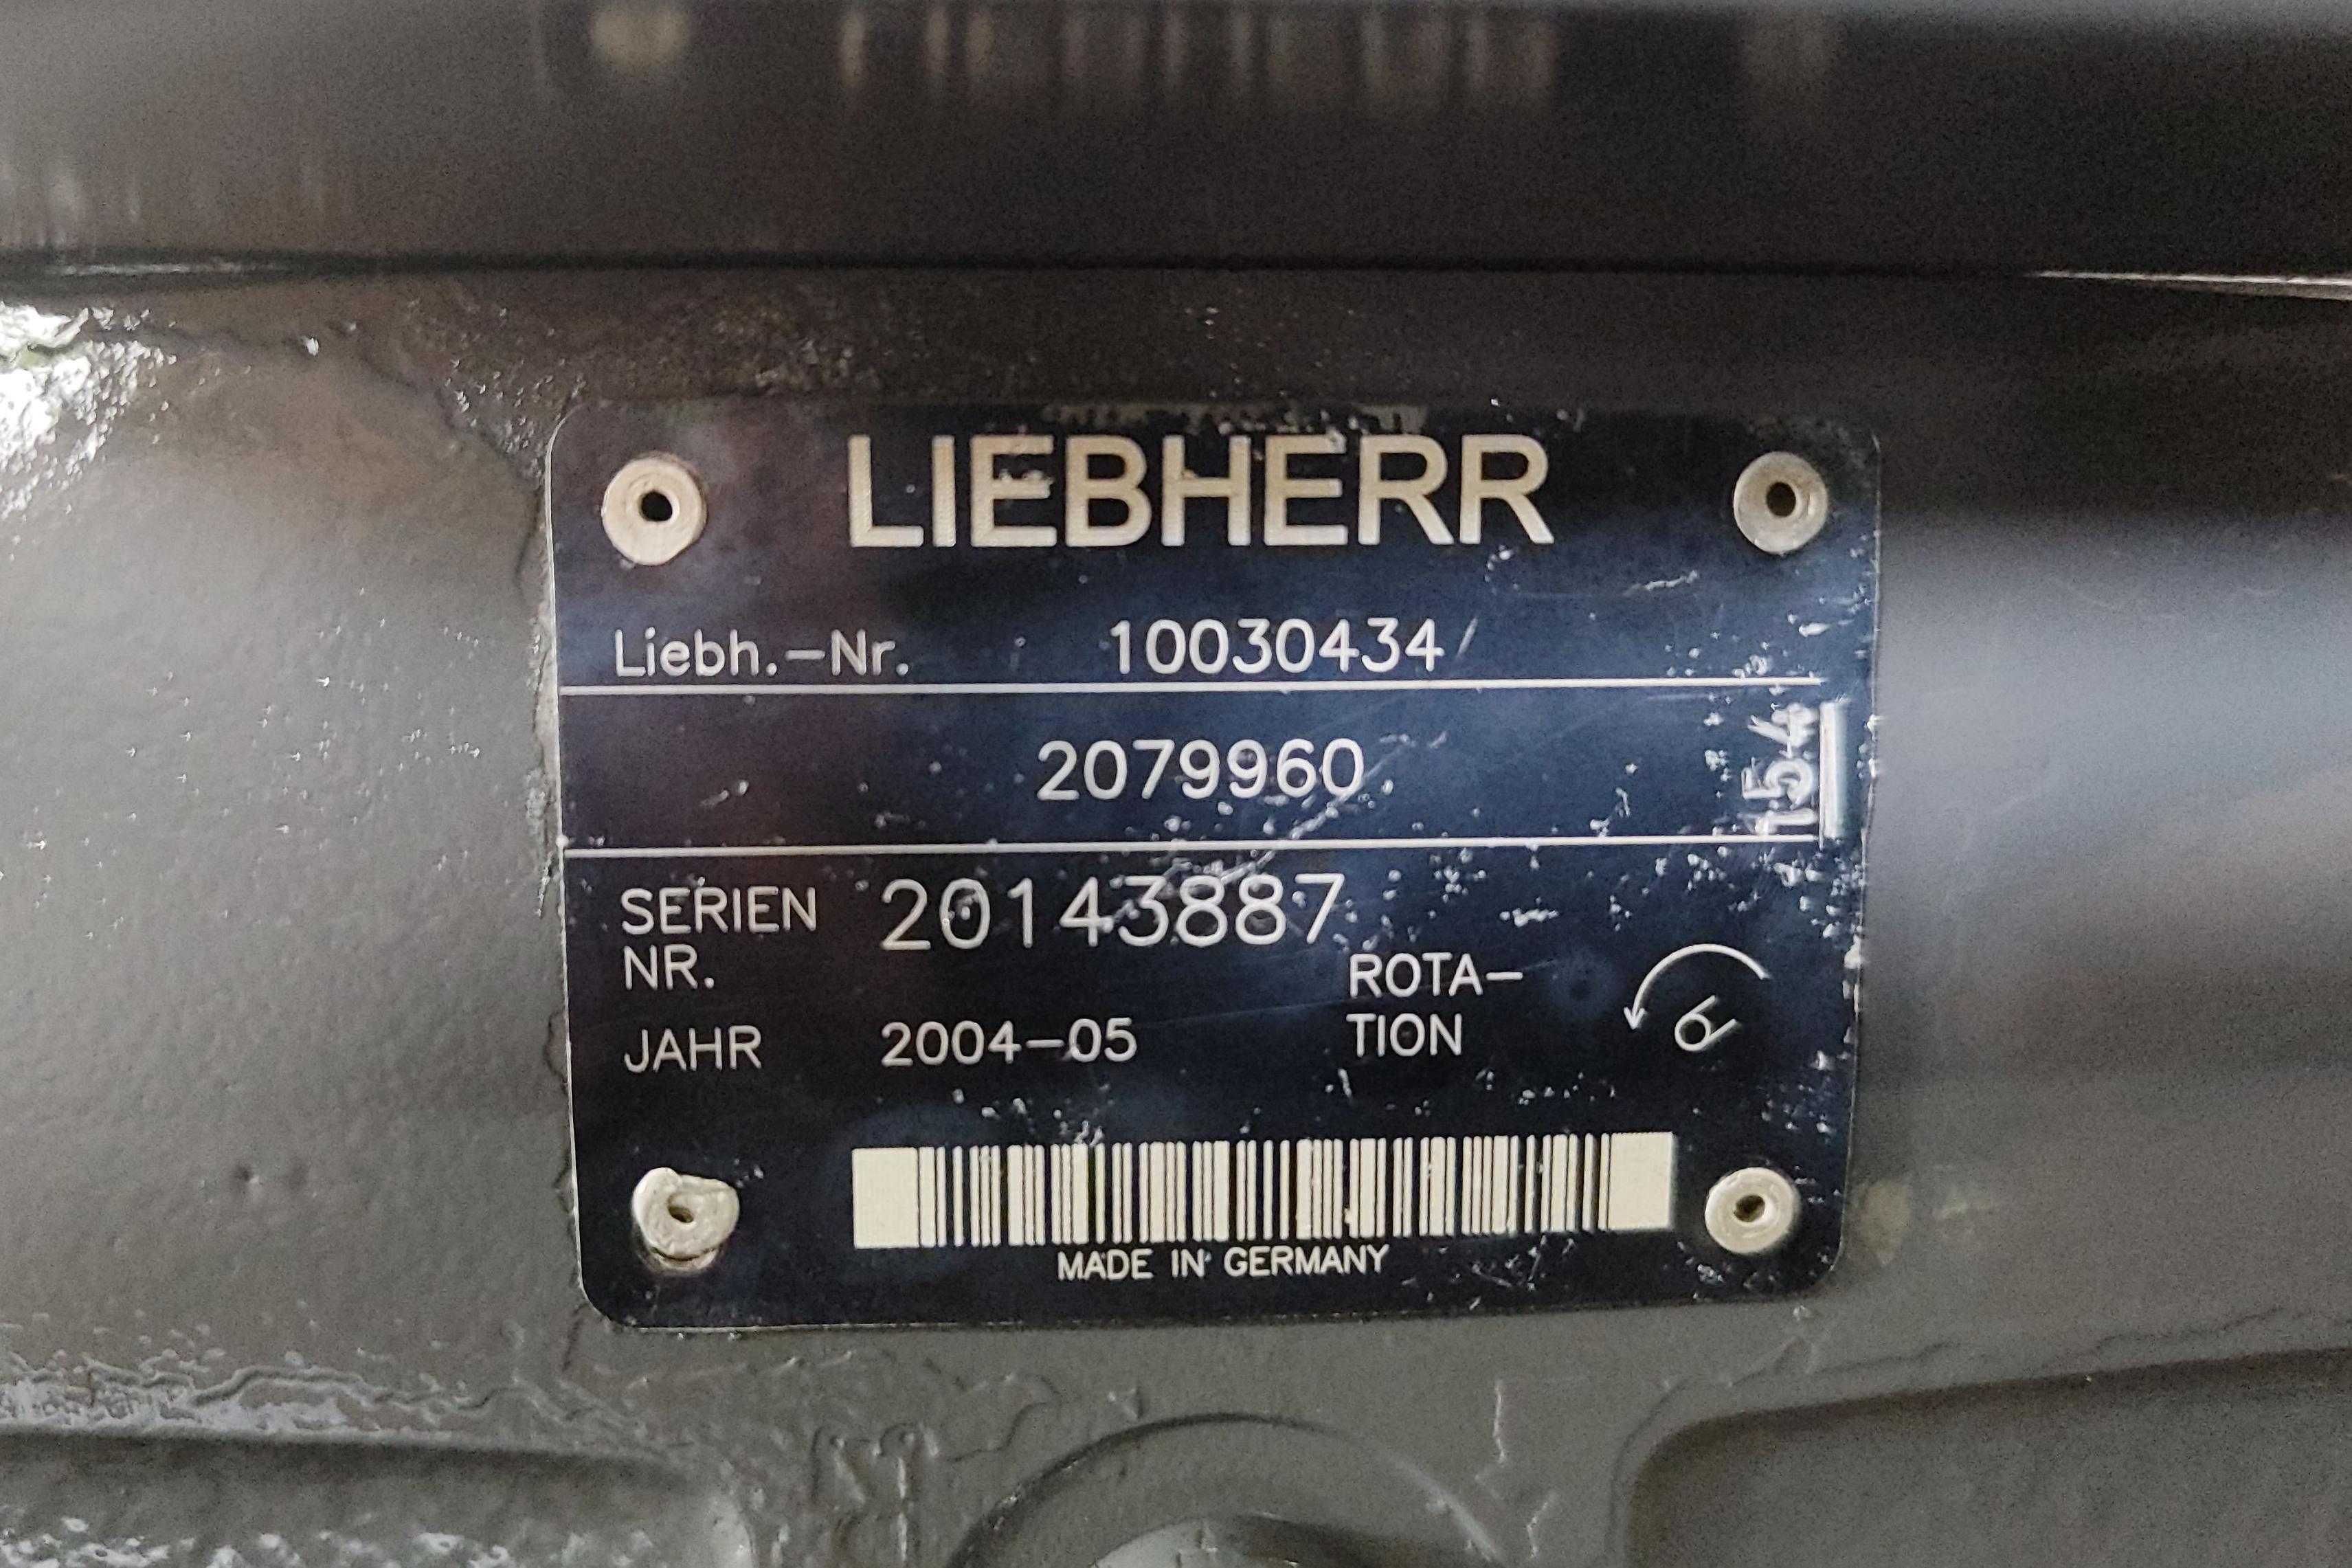 LIEBHERR
Liebh.-Nr. 10030434
2079960
154
SERIEN NR. 20143887
JAHR 2004-05
ROTA-
TION
MADE IN GERMANY